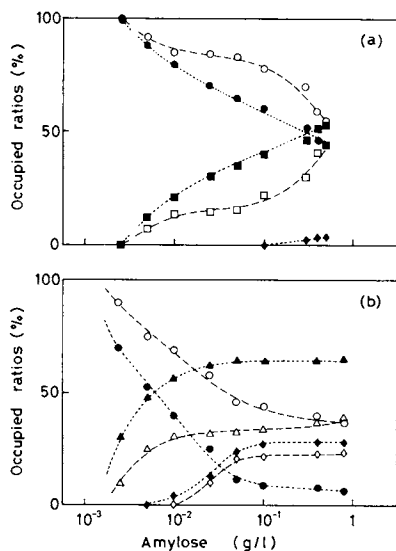 (a)
100
50
0
Occupied ratios (%)
(b)
100
50
0
Occupied ratios (%)
10⁻³ 10⁻² 10⁻¹ 1
Amylose (g/l)